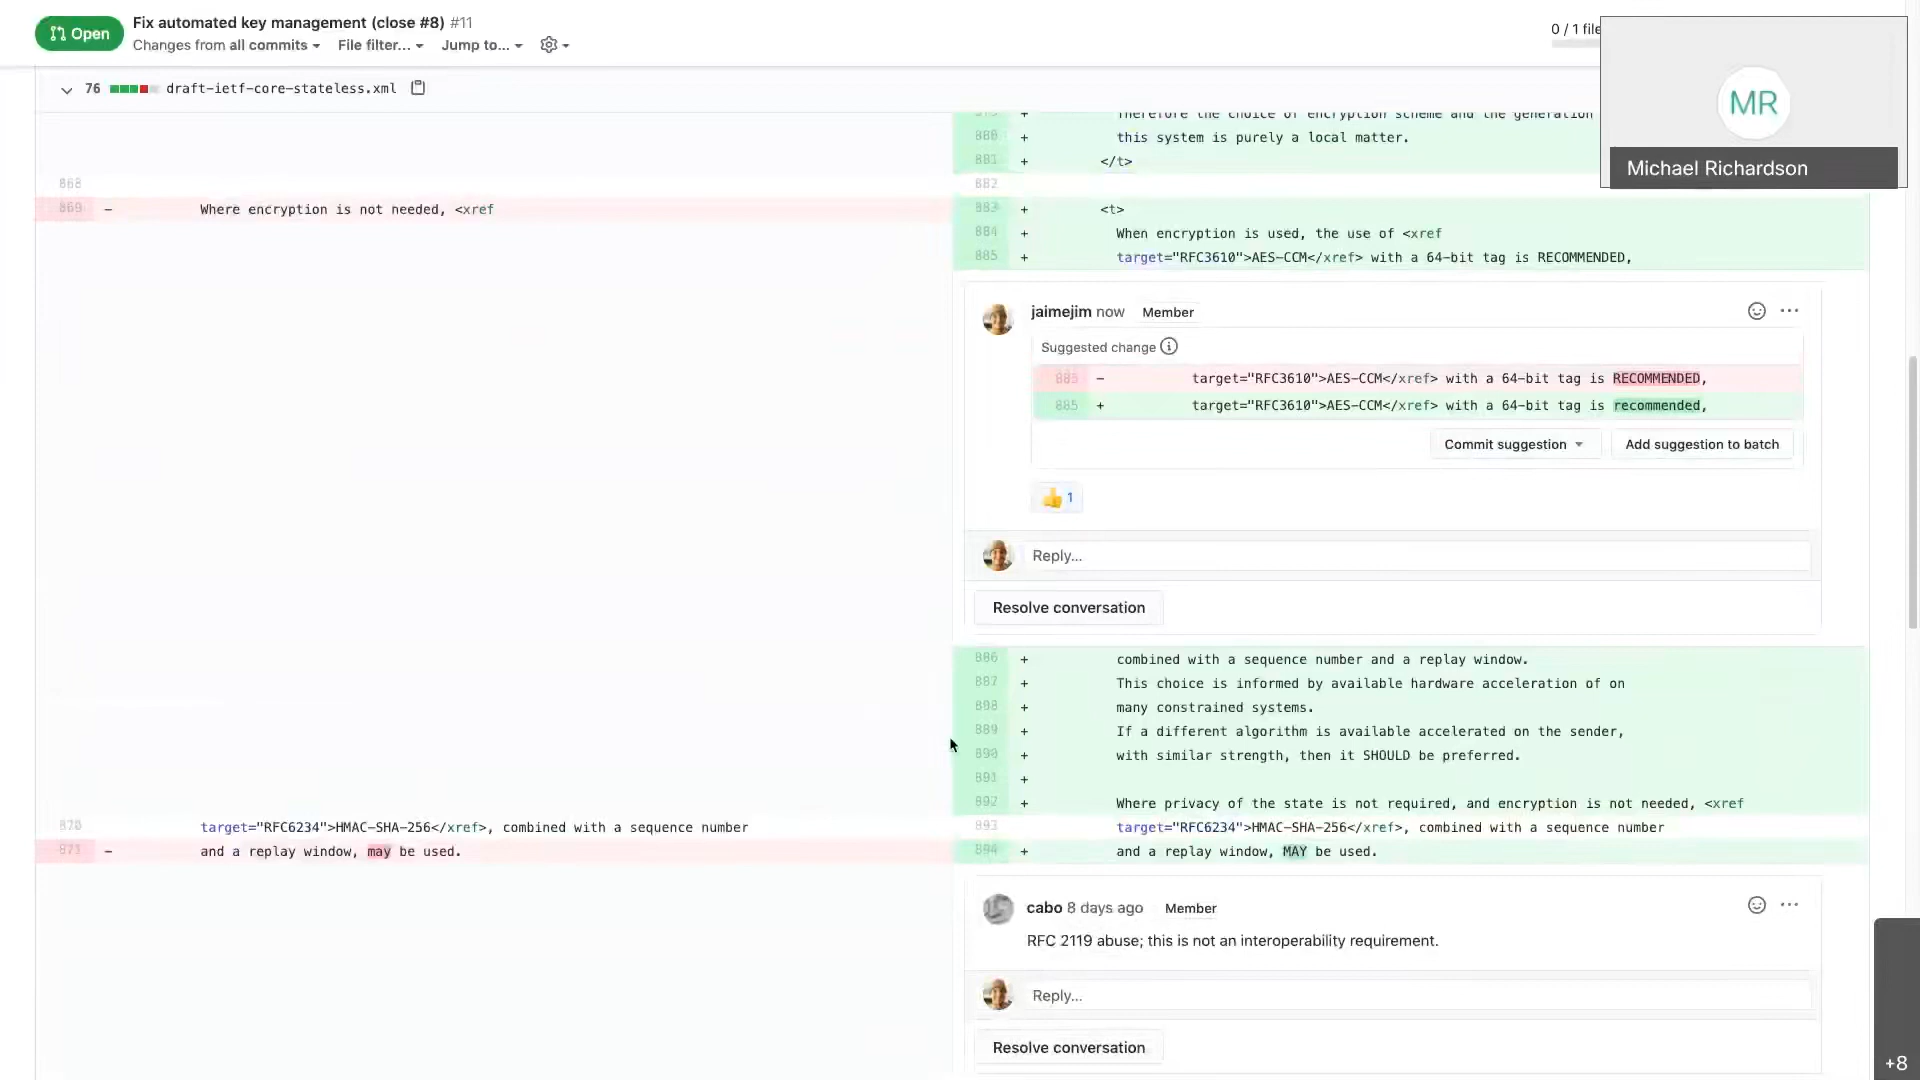 Open
Fix automated key management (close #8) #11
Changes from all commits
File filter...
Jump to...
0 / 1 file
76
draft-ietf-core-stateless.xml
MR
Michael Richardson
+ Therefore the choice of encryption scheme and the generation
880 + this system is purely a local matter.
881 + </t>
868 882
869 - Where encryption is not needed, <xref
883 + <t>
884 + When encryption is used, the use of <xref
885 + target="RFC3610">AES-CCM</xref> with a 64-bit tag is RECOMMENDED,
jaimejim now Member
Suggested change
885 - target="RFC3610">AES-CCM</xref> with a 64-bit tag is RECOMMENDED,
885 + target="RFC3610">AES-CCM</xref> with a 64-bit tag is recommended,
Commit suggestion
Add suggestion to batch
👍 1
Reply...
Resolve conversation
886 + combined with a sequence number and a replay window.
887 + This choice is informed by available hardware acceleration of on
888 + many constrained systems.
889 + If a different algorithm is available accelerated on the sender,
890 + with similar strength, then it SHOULD be preferred.
891 +
892 + Where privacy of the state is not required, and encryption is not needed, <xref
870 target="RFC6234">HMAC-SHA-256</xref>, combined with a sequence number
893 target="RFC6234">HMAC-SHA-256</xref>, combined with a sequence number
871 - and a replay window, may be used.
894 + and a replay window, MAY be used.
cabo 8 days ago Member
RFC 2119 abuse; this is not an interoperability requirement.
Reply...
Resolve conversation
+8